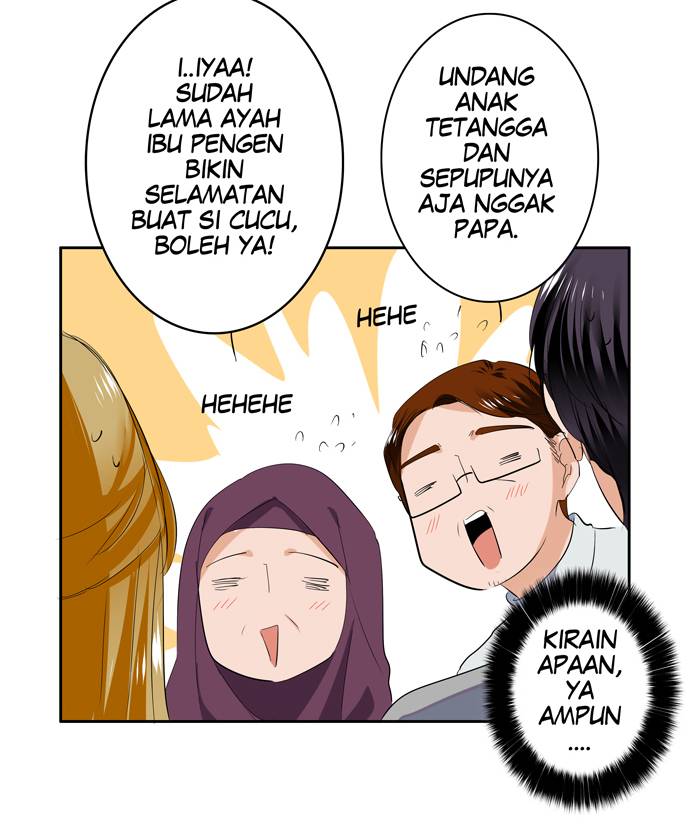 I..IYAA!
SUDAH
LAMA AYAH
IBU PENGEN
BIKIN
SELAMATAN
BUAT SI CUCU,
BOLEH YA!
UNDANG
ANAK
TETANGGA
DAN
SEPUPUNYA
AJA NGGAK
PAPA.
HEHE
HEHEHE
KIRAIN
APAAN,
YA
AMPUN
....